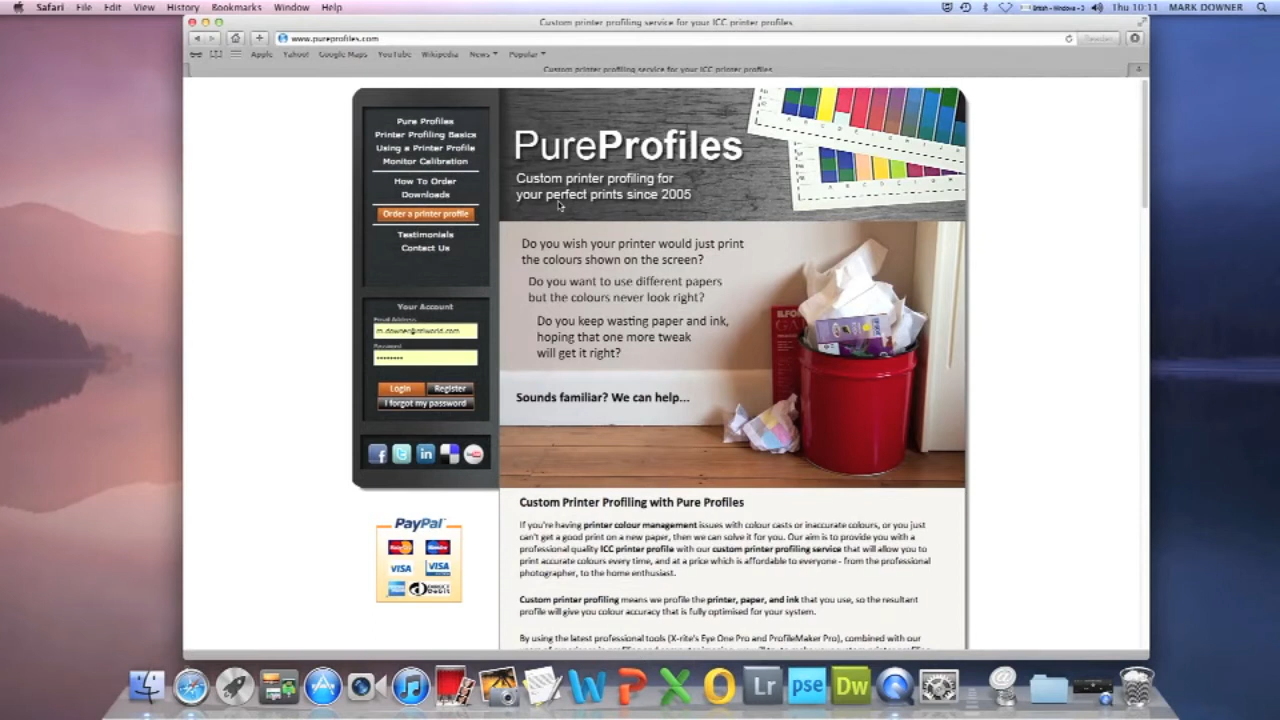 Safari File Edit View History Bookmarks Window Help
British - Windows Thu 10:11 MARK DOWNER
Custom printer profiling service for your ICC printer profiles
www.pureprofiles.com
Reader
Apple Yahoo! Google Maps YouTube Wikipedia News Popular
Custom printer profiling service for your ICC printer profiles
Pure Profiles
Printer Profiling Basics
Using a Printer Profile
Monitor Calibration
How To Order
Downloads
Order a printer profile
Testimonials
Contact Us
Your Account
Email Address
Password
Login Register
I forgot my password
PayPal
VISA VISA
PureProfiles
Custom printer profiling for
your perfect prints since 2005
Do you wish your printer would just print
the colours shown on the screen?
Do you want to use different papers
but the colours never look right?
Do you keep wasting paper and ink,
hoping that one more tweak
will get it right?
Sounds familiar? We can help...
Custom Printer Profiling with Pure Profiles
If you're having printer colour management issues with colour casts or inaccurate colours, or you just
can't get a good print on a new paper, then we can solve it for you. Our aim is to provide you with a
professional quality ICC printer profile with our custom printer profiling service that will allow you to
print accurate colours every time, and at a price which is affordable to everyone - from the professional
photographer, to the home enthusiast.
Custom printer profiling means we profile the printer, paper, and ink that you use, so the resultant
profile will give you colour accuracy that is fully optimised for your system.
By using the latest professional tools (X-rite's Eye One Pro and ProfileMaker Pro), combined with our
W P X O Lr pse Dw